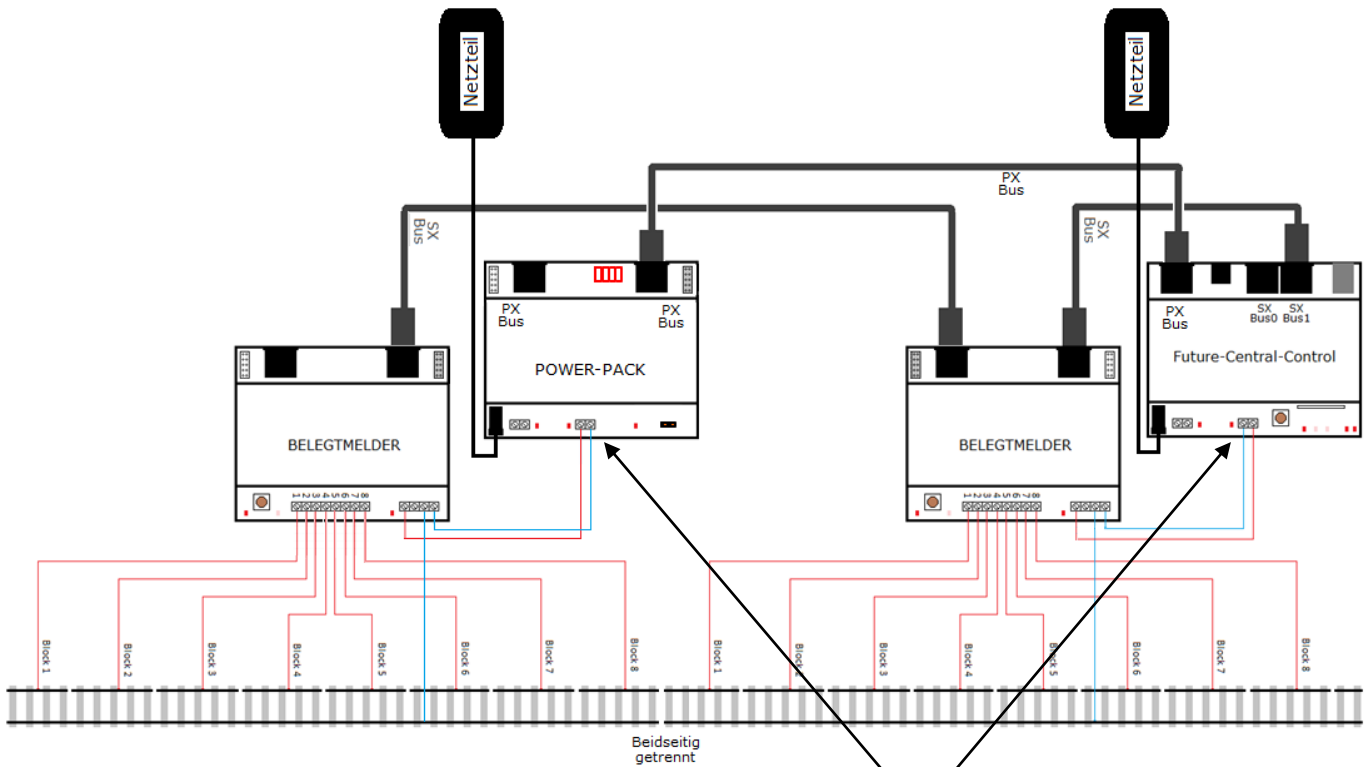 Netzteil
Netzteil
PX
Bus
SX
Bus
SX
Bus
PX
Bus
PX
Bus
POWER-PACK
PX
Bus
SX
Bus0
SX
Bus1
Future-Central-Control
BELEGTMELDER
BELEGTMELDER
1 2 3 4 5 6 7 8
1 2 3 4 5 6 7 8
Block 1
Block 2
Block 3
Block 4
Block 5
Block 6
Block 7
Block 8
Block 1
Block 2
Block 3
Block 4
Block 5
Block 6
Block 7
Block 8
Beidseitig
getrennt